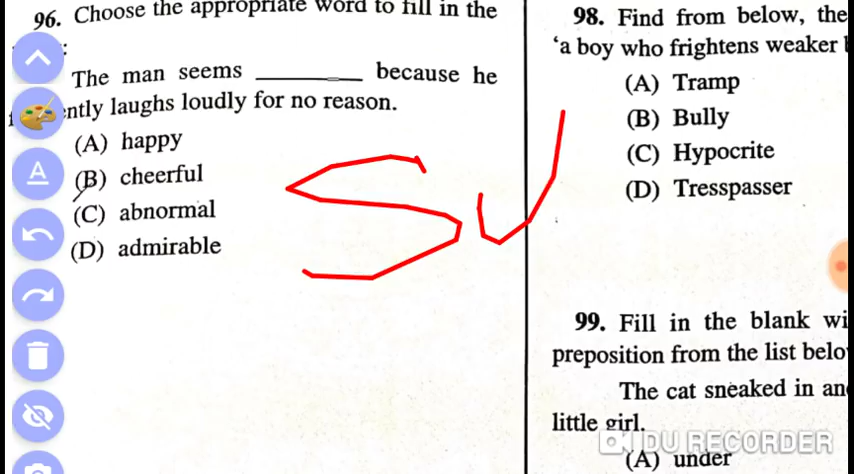 96. Choose the appropriate word to fill in the
:
The man seems ________ because he
ntly laughs loudly for no reason.
(A) happy
(B) cheerful
(C) abnormal
(D) admirable
SU
98. Find from below, the
‘a boy who frightens weaker
(A) Tramp
(B) Bully
(C) Hypocrite
(D) Tresspasser
99. Fill in the blank wi
preposition from the list belo
The cat sneaked in an
little girl.
(A) under
DU RECORDER
A